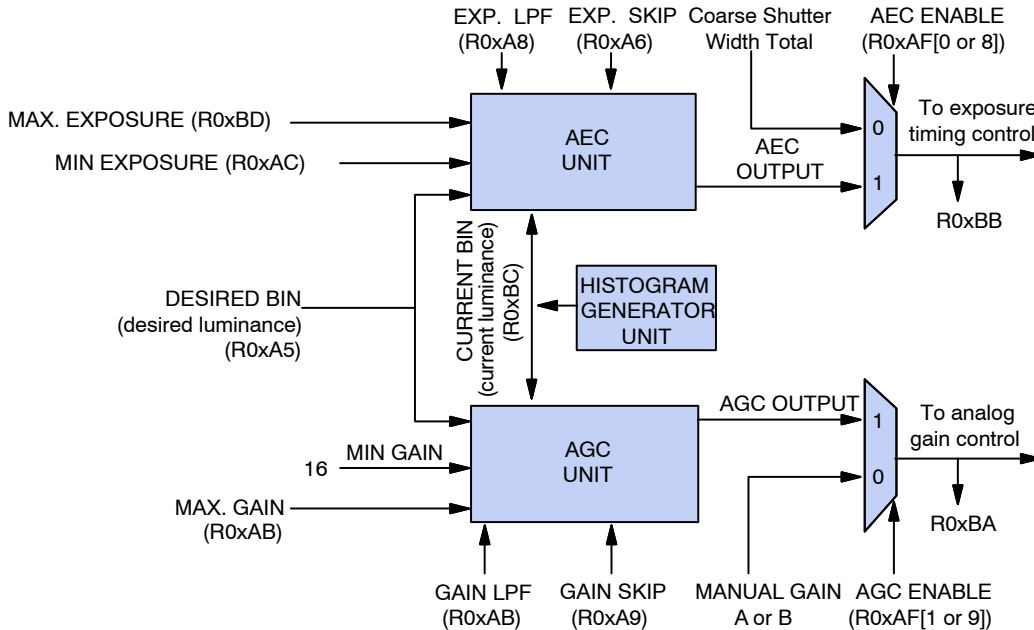 EXP. LPF
(R0xA8)
EXP. SKIP
(R0xA6)
Coarse Shutter
Width Total
AEC ENABLE
(R0xAF[0 or 8])
MAX. EXPOSURE (R0xBD)
MIN EXPOSURE (R0xAC)
AEC
UNIT
AEC
OUTPUT
0
1
To exposure
timing control
R0xBB
DESIRED BIN
(desired luminance)
(R0xA5)
CURRENT BIN
(current luminance)
(R0xBC)
HISTOGRAM
GENERATOR
UNIT
16
MIN GAIN
MAX. GAIN
(R0xAB)
AGC
UNIT
AGC OUTPUT
1
0
To analog
gain control
R0xBA
GAIN LPF
(R0xAB)
GAIN SKIP
(R0xA9)
MANUAL GAIN
A or B
AGC ENABLE
(R0xAF[1 or 9])